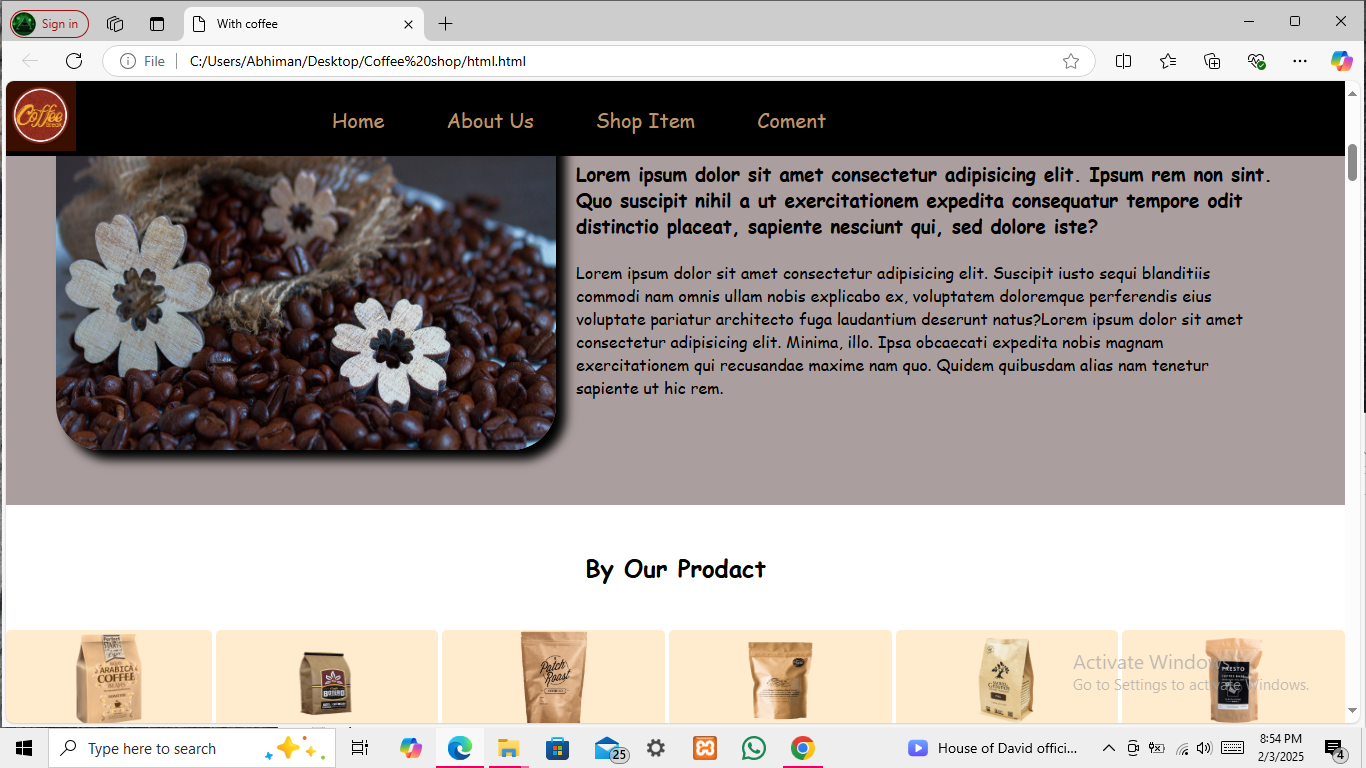 Sign in
With coffee
File
C:/Users/Abhiman/Desktop/Coffee%20shop/html.html
Coffee
Home
About Us
Shop Item
Coment
Lorem ipsum dolor sit amet consectetur adipisicing elit. Ipsum rem non sint.
Quo suscipit nihil a ut exercitationem expedita consequatur tempore odit
distinctio placeat, sapiente nesciunt qui, sed dolore iste?
Lorem ipsum dolor sit amet consectetur adipisicing elit. Suscipit iusto sequi blanditiis
commodi nam omnis ullam nobis explicabo ex, voluptatem doloremque perferendis eius
voluptate pariatur architecto fuga laudantium deserunt natus?Lorem ipsum dolor sit amet
consectetur adipisicing elit. Minima, illo. Ipsa obcaecati expedita nobis magnam
exercitationem qui recusandae maxime nam quo. Quidem quibusdam alias nam tenetur
sapiente ut hic rem.
By Our Prodact
ARABICA
COFFEE
Patch
Roast
PRESTO
Activate Windows
Go to Settings to activate Windows.
Type here to search
25
House of David offici...
8:54 PM
2/3/2025
4